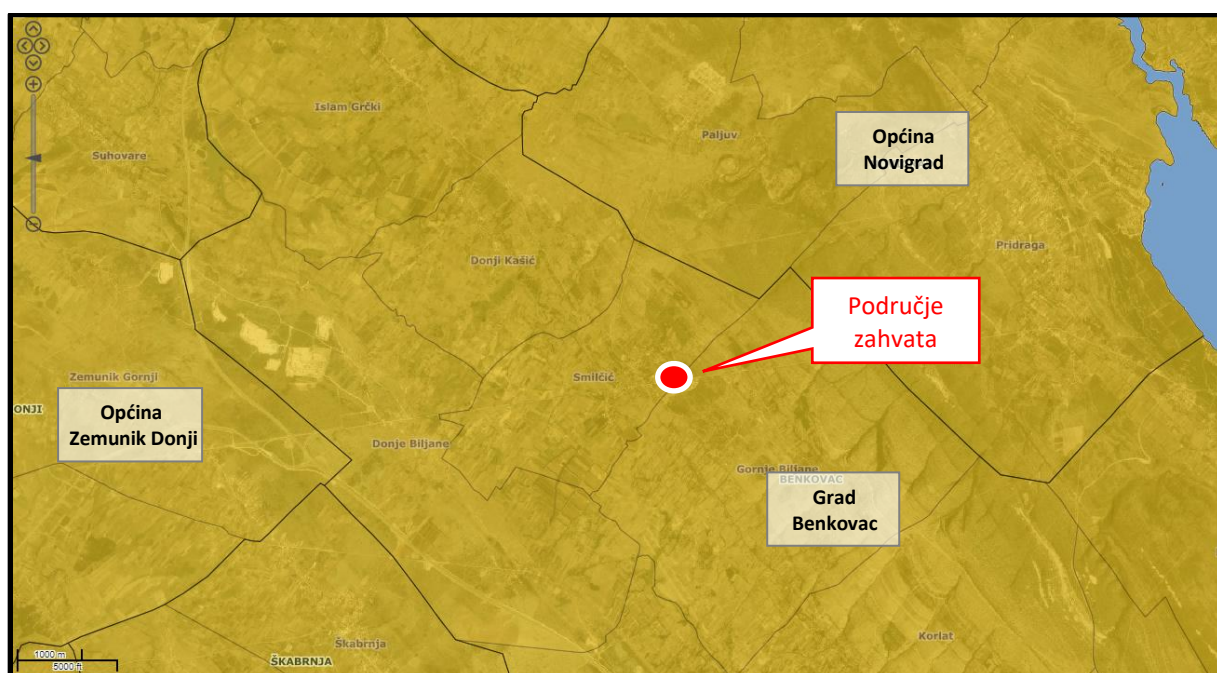 Islam Grčki
Suhovare
Paljuv
Općina
Novigrad
Pridraga
Donji Kašić
Područje
zahvata
Smilčić
Zemunik Gornji
ONJI
Općina
Zemunik Donji
Donje Biljane
Gornje Biljane
BENKOVAC
Grad
Benkovac
Korlat
Škabrnja
ŠKABRNJA
1000 m
5000 ft